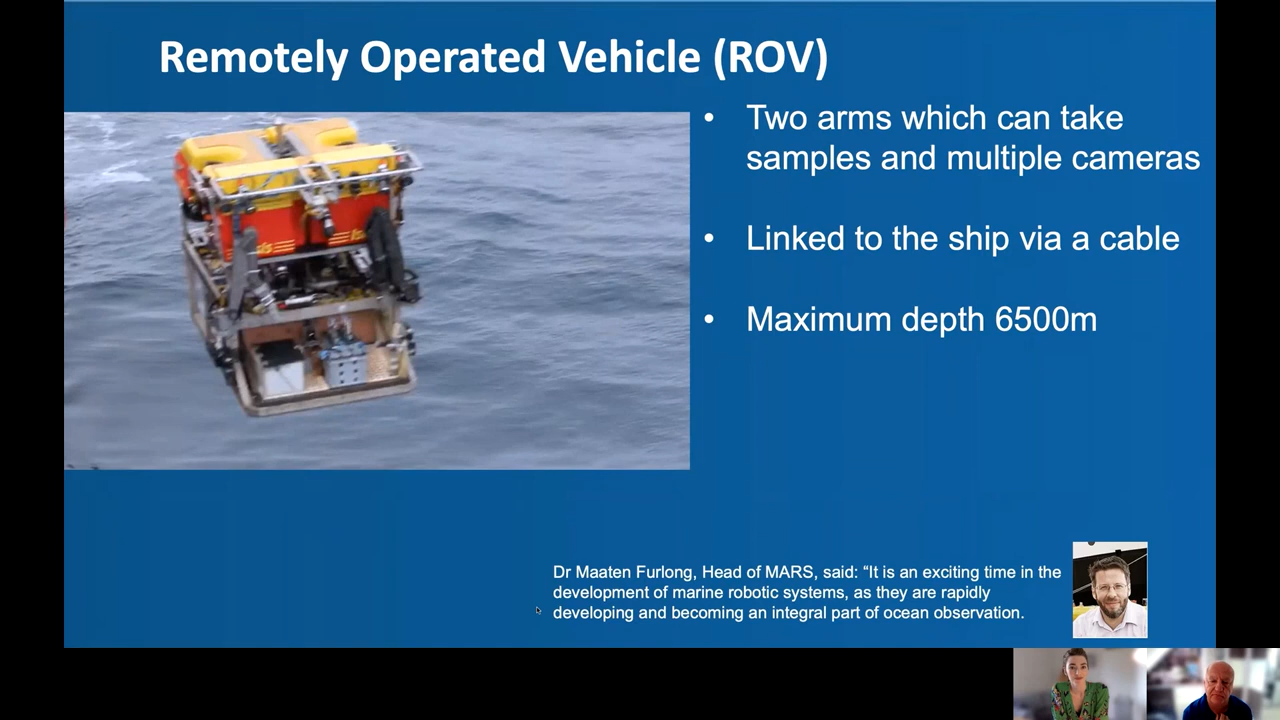 Remotely Operated Vehicle (ROV)
• Two arms which can take
samples and multiple cameras
• Linked to the ship via a cable
• Maximum depth 6500m
Isis
Isis
Dr Maaten Furlong, Head of MARS, said: “It is an exciting time in the
development of marine robotic systems, as they are rapidly
developing and becoming an integral part of ocean observation.